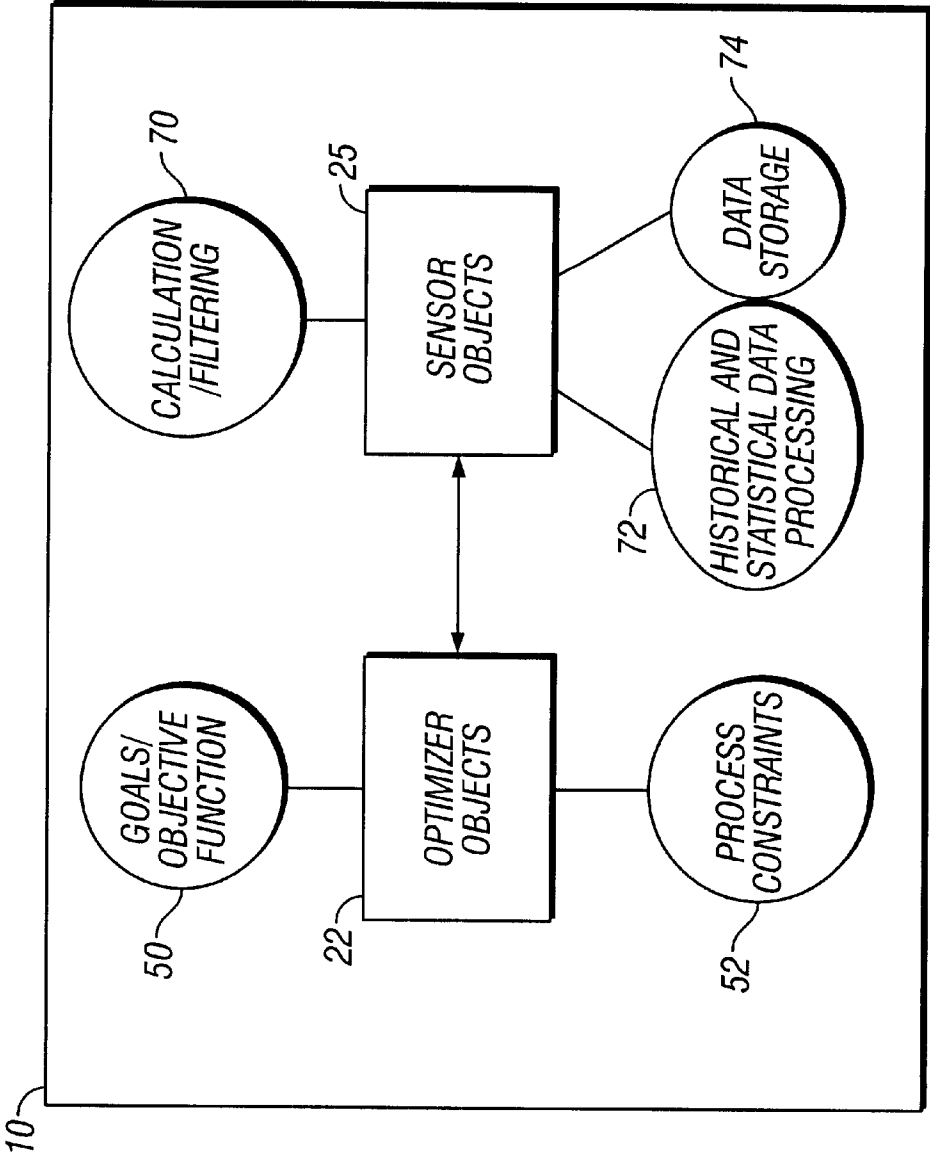 10
50
GOALS/
OBJECTIVE
FUNCTION
70
CALCULATION
/FILTERING
22
OPTIMIZER
OBJECTS
25
SENSOR
OBJECTS
52
PROCESS
CONSTRAINTS
72
HISTORICAL AND
STATISTICAL DATA
PROCESSING
74
DATA
STORAGE